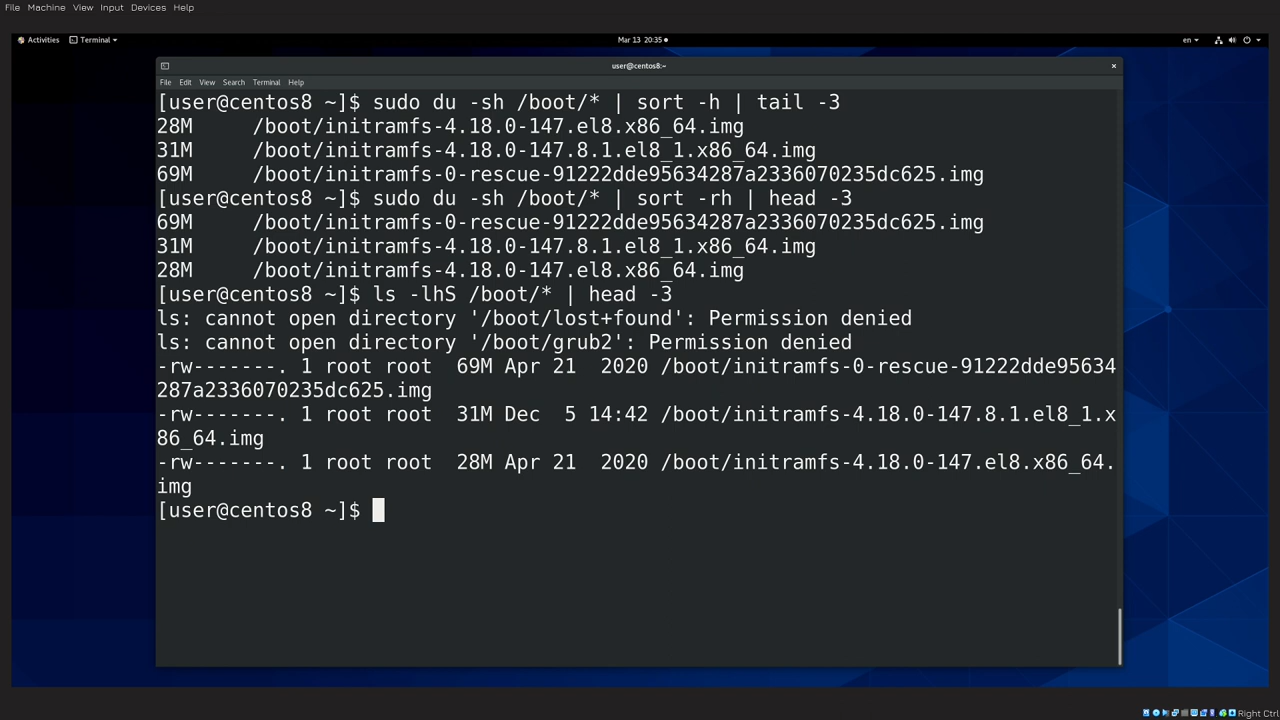 File Machine View Input Devices Help
Activities Terminal Mar 13 20:35 en
user@centos8:~
File Edit View Search Terminal Help
[user@centos8 ~]$ sudo du -sh /boot/* | sort -h | tail -3
28M /boot/initramfs-4.18.0-147.el8.x86_64.img
31M /boot/initramfs-4.18.0-147.8.1.el8_1.x86_64.img
69M /boot/initramfs-0-rescue-91222dde95634287a2336070235dc625.img
[user@centos8 ~]$ sudo du -sh /boot/* | sort -rh | head -3
69M /boot/initramfs-0-rescue-91222dde95634287a2336070235dc625.img
31M /boot/initramfs-4.18.0-147.8.1.el8_1.x86_64.img
28M /boot/initramfs-4.18.0-147.el8.x86_64.img
[user@centos8 ~]$ ls -lhS /boot/* | head -3
ls: cannot open directory '/boot/lost+found': Permission denied
ls: cannot open directory '/boot/grub2': Permission denied
-rw-------. 1 root root 69M Apr 21 2020 /boot/initramfs-0-rescue-91222dde95634
287a2336070235dc625.img
-rw-------. 1 root root 31M Dec 5 14:42 /boot/initramfs-4.18.0-147.8.1.el8_1.x
86_64.img
-rw-------. 1 root root 28M Apr 21 2020 /boot/initramfs-4.18.0-147.el8.x86_64.
img
[user@centos8 ~]$
Right Ctrl